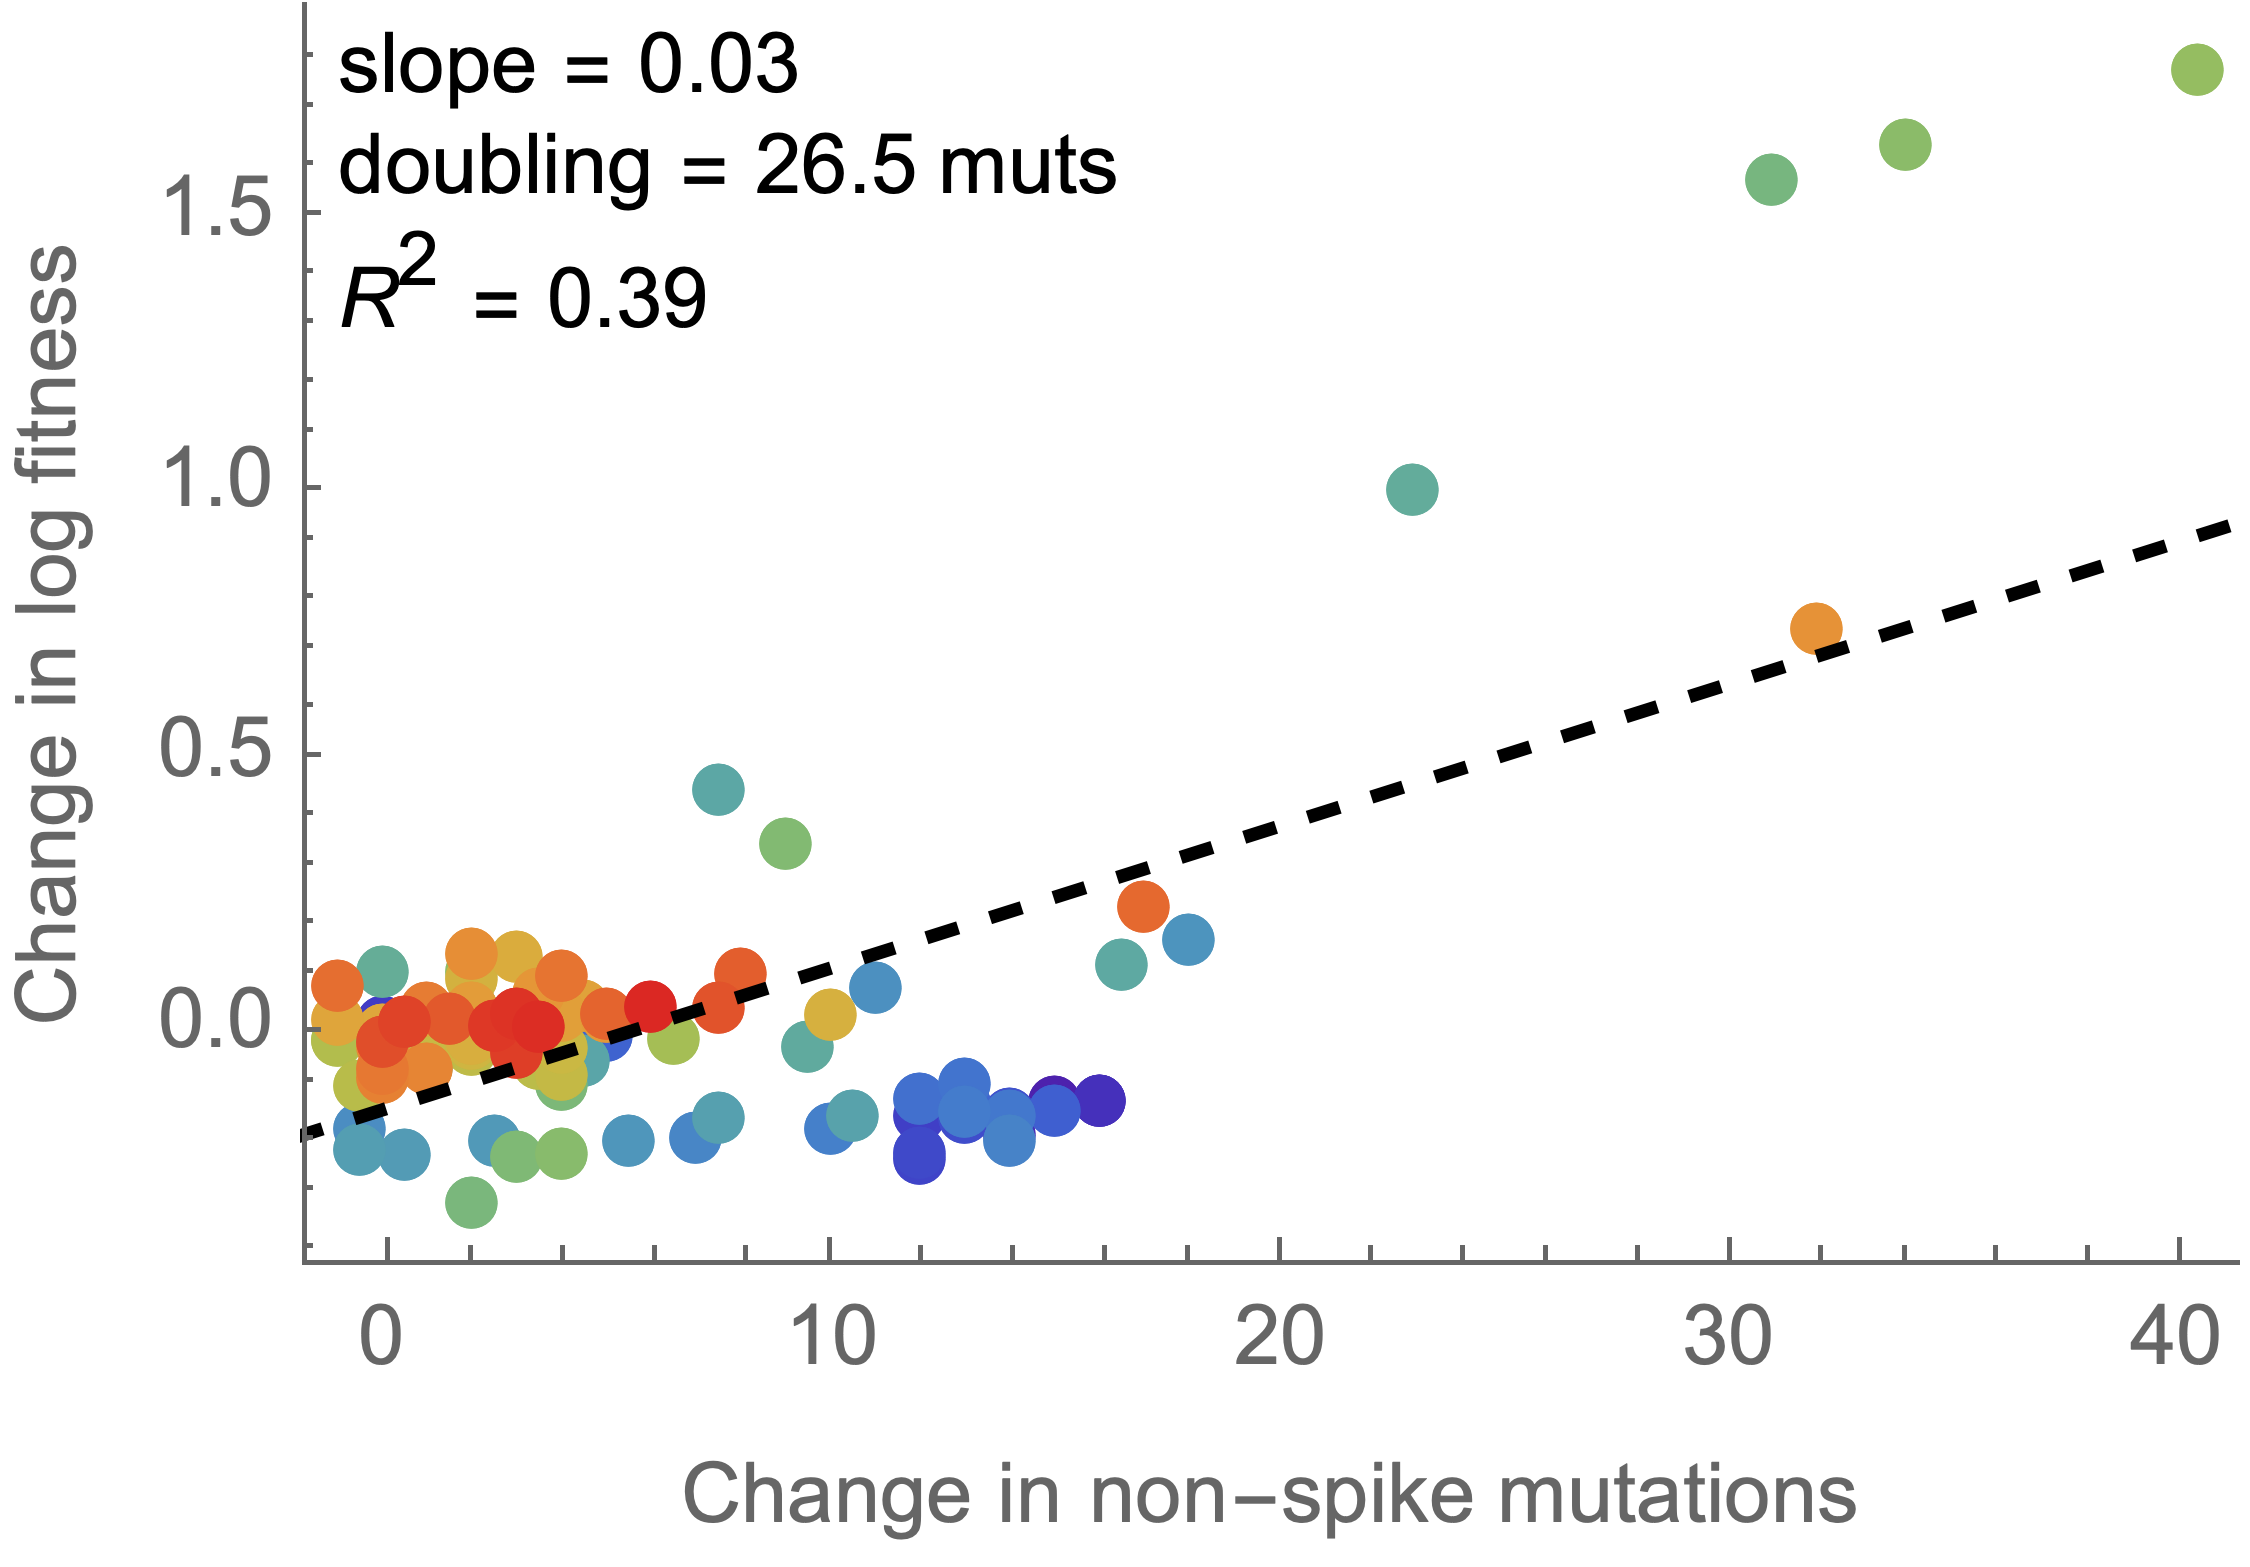 slope = 0.03
doubling = 26.5 muts
R² = 0.39
1.5
1.0
0.5
0.0
Change in log fitness
0 10 20 30 40
Change in non−spike mutations